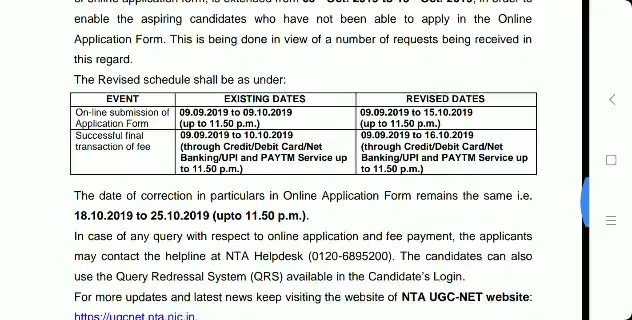 enable the aspiring candidates who have not been able to apply in the Online
Application Form. This is being done in view of a number of requests being received in
this regard.
The Revised schedule shall be as under:
EVENT EXISTING DATES REVISED DATES
On-line submission of Application Form 09.09.2019 to 09.10.2019 (up to 11.50 p.m.) 09.09.2019 to 15.10.2019 (up to 11.50 p.m.)
Successful final transaction of fee 09.09.2019 to 10.10.2019 (through Credit/Debit Card/Net Banking/UPI and PAYTM Service up to 11.50 p.m.) 09.09.2019 to 16.10.2019 (through Credit/Debit Card/Net Banking/UPI and PAYTM Service up to 11.50 p.m.)
The date of correction in particulars in Online Application Form remains the same i.e.
18.10.2019 to 25.10.2019 (upto 11.50 p.m.).
In case of any query with respect to online application and fee payment, the applicants
may contact the helpline at NTA Helpdesk (0120-6895200). The candidates can also
use the Query Redressal System (QRS) available in the Candidate's Login.
For more updates and latest news keep visiting the website of NTA UGC-NET website:
https://ugcnet.nta.nic.in.